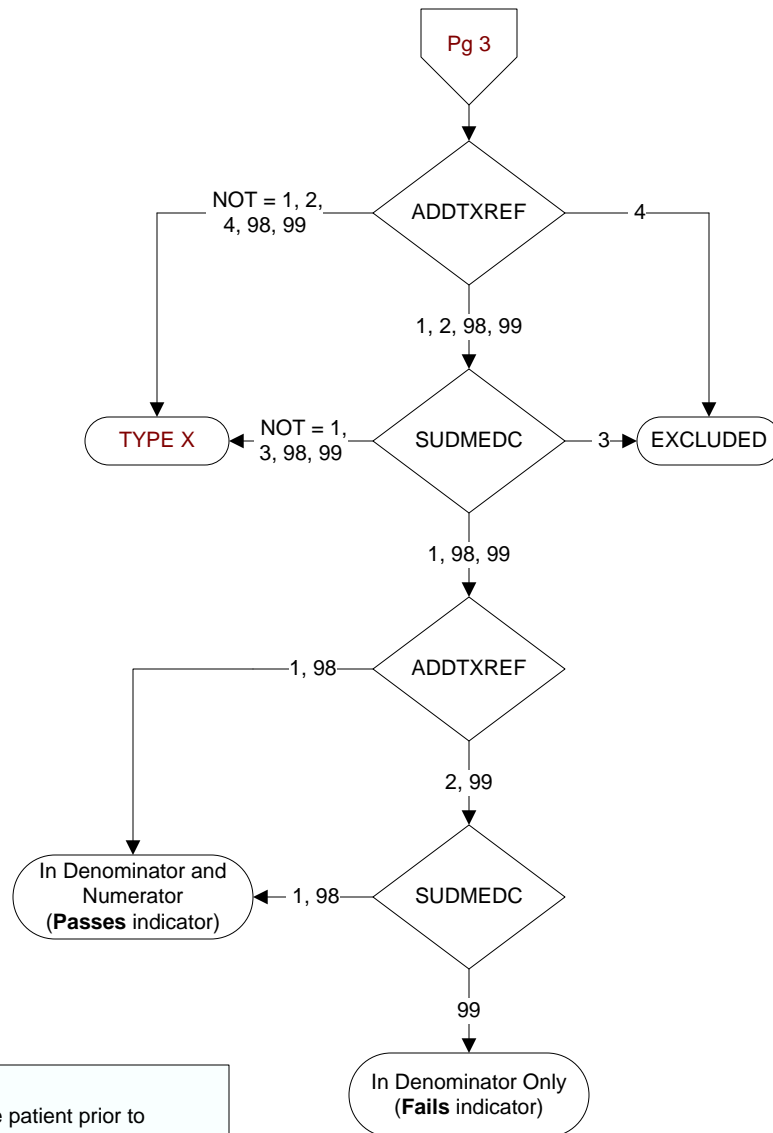 Pg 3
NOT = 1, 2,
4, 98, 99
ADDTXREF
4
1, 2, 98, 99
TYPE X
NOT = 1,
3, 98, 99
SUDMEDC
3
EXCLUDED
1, 98, 99
1, 98
ADDTXREF
2, 99
In Denominator and
Numerator
(Passes indicator)
1, 98
SUDMEDC
99
In Denominator Only
(Fails indicator)
e patient prior to